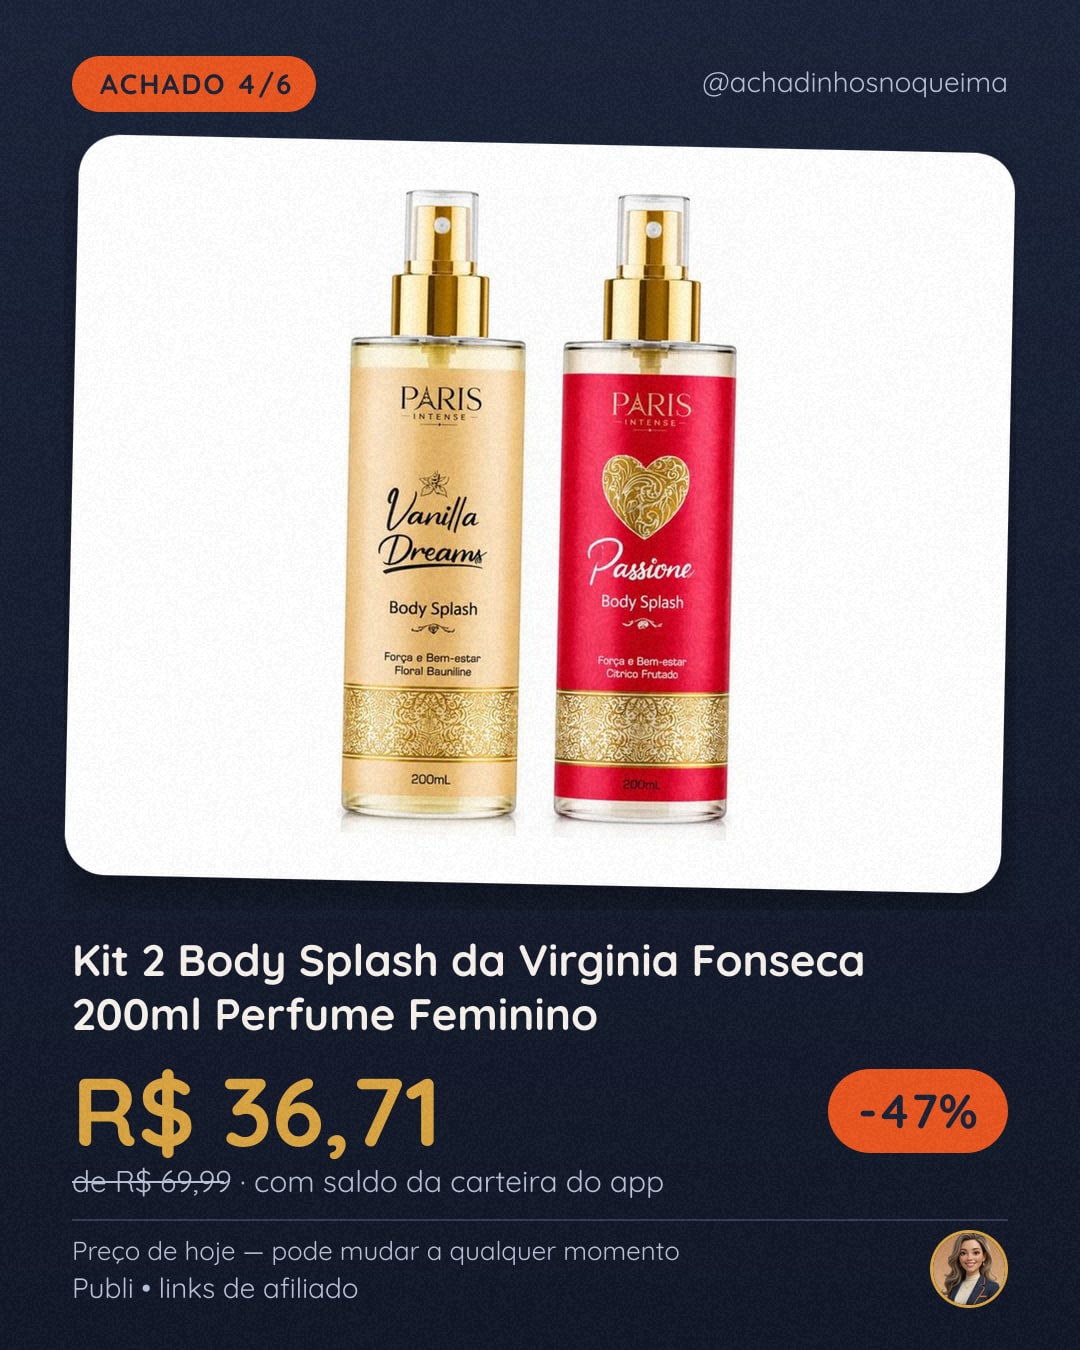 ACHADO 4/6
@achadinhosnoqueima
PARIS
INTENSE
Vanilla
Dreams
Body Splash
Força e Bem-estar
Floral Bauniline
200mL
PARIS
INTENSE
Passione
Body Splash
Força e Bem-estar
Citrico Frutado
200mL
Kit 2 Body Splash da Virginia Fonseca
200ml Perfume Feminino
R$ 36,71
-47%
de R$ 69,99 · com saldo da carteira do app
Preço de hoje — pode mudar a qualquer momento
Publi • links de afiliado